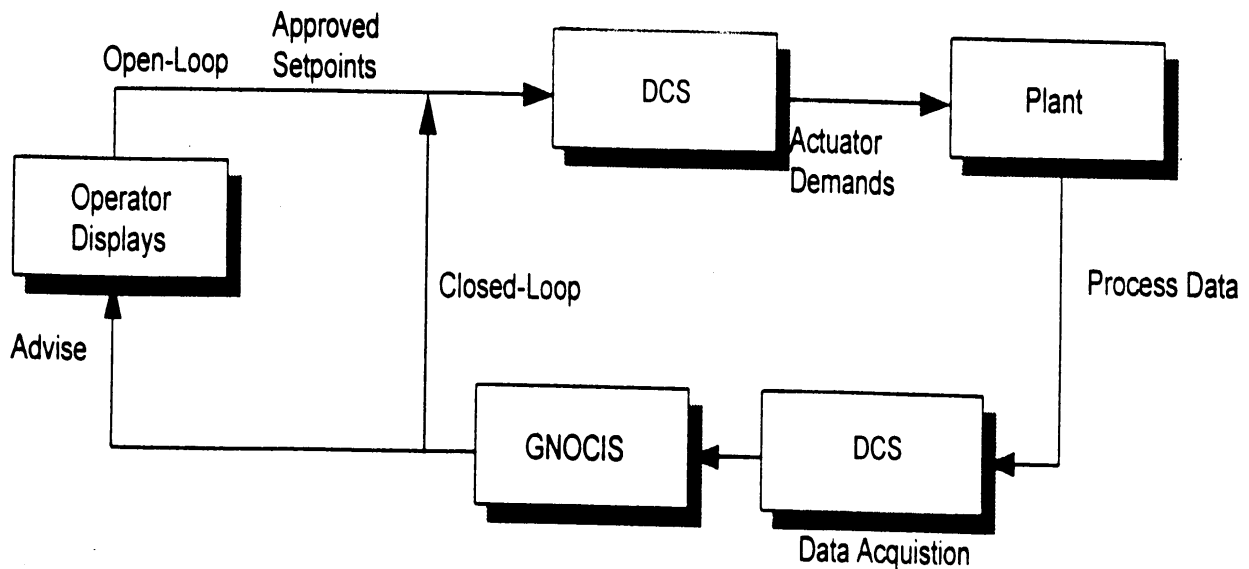 Approved
Setpoints
Open-Loop
DCS
Plant
Actuator
Demands
Operator
Displays
Closed-Loop
Process Data
Advise
GNOCIS
DCS
Data Acquistion